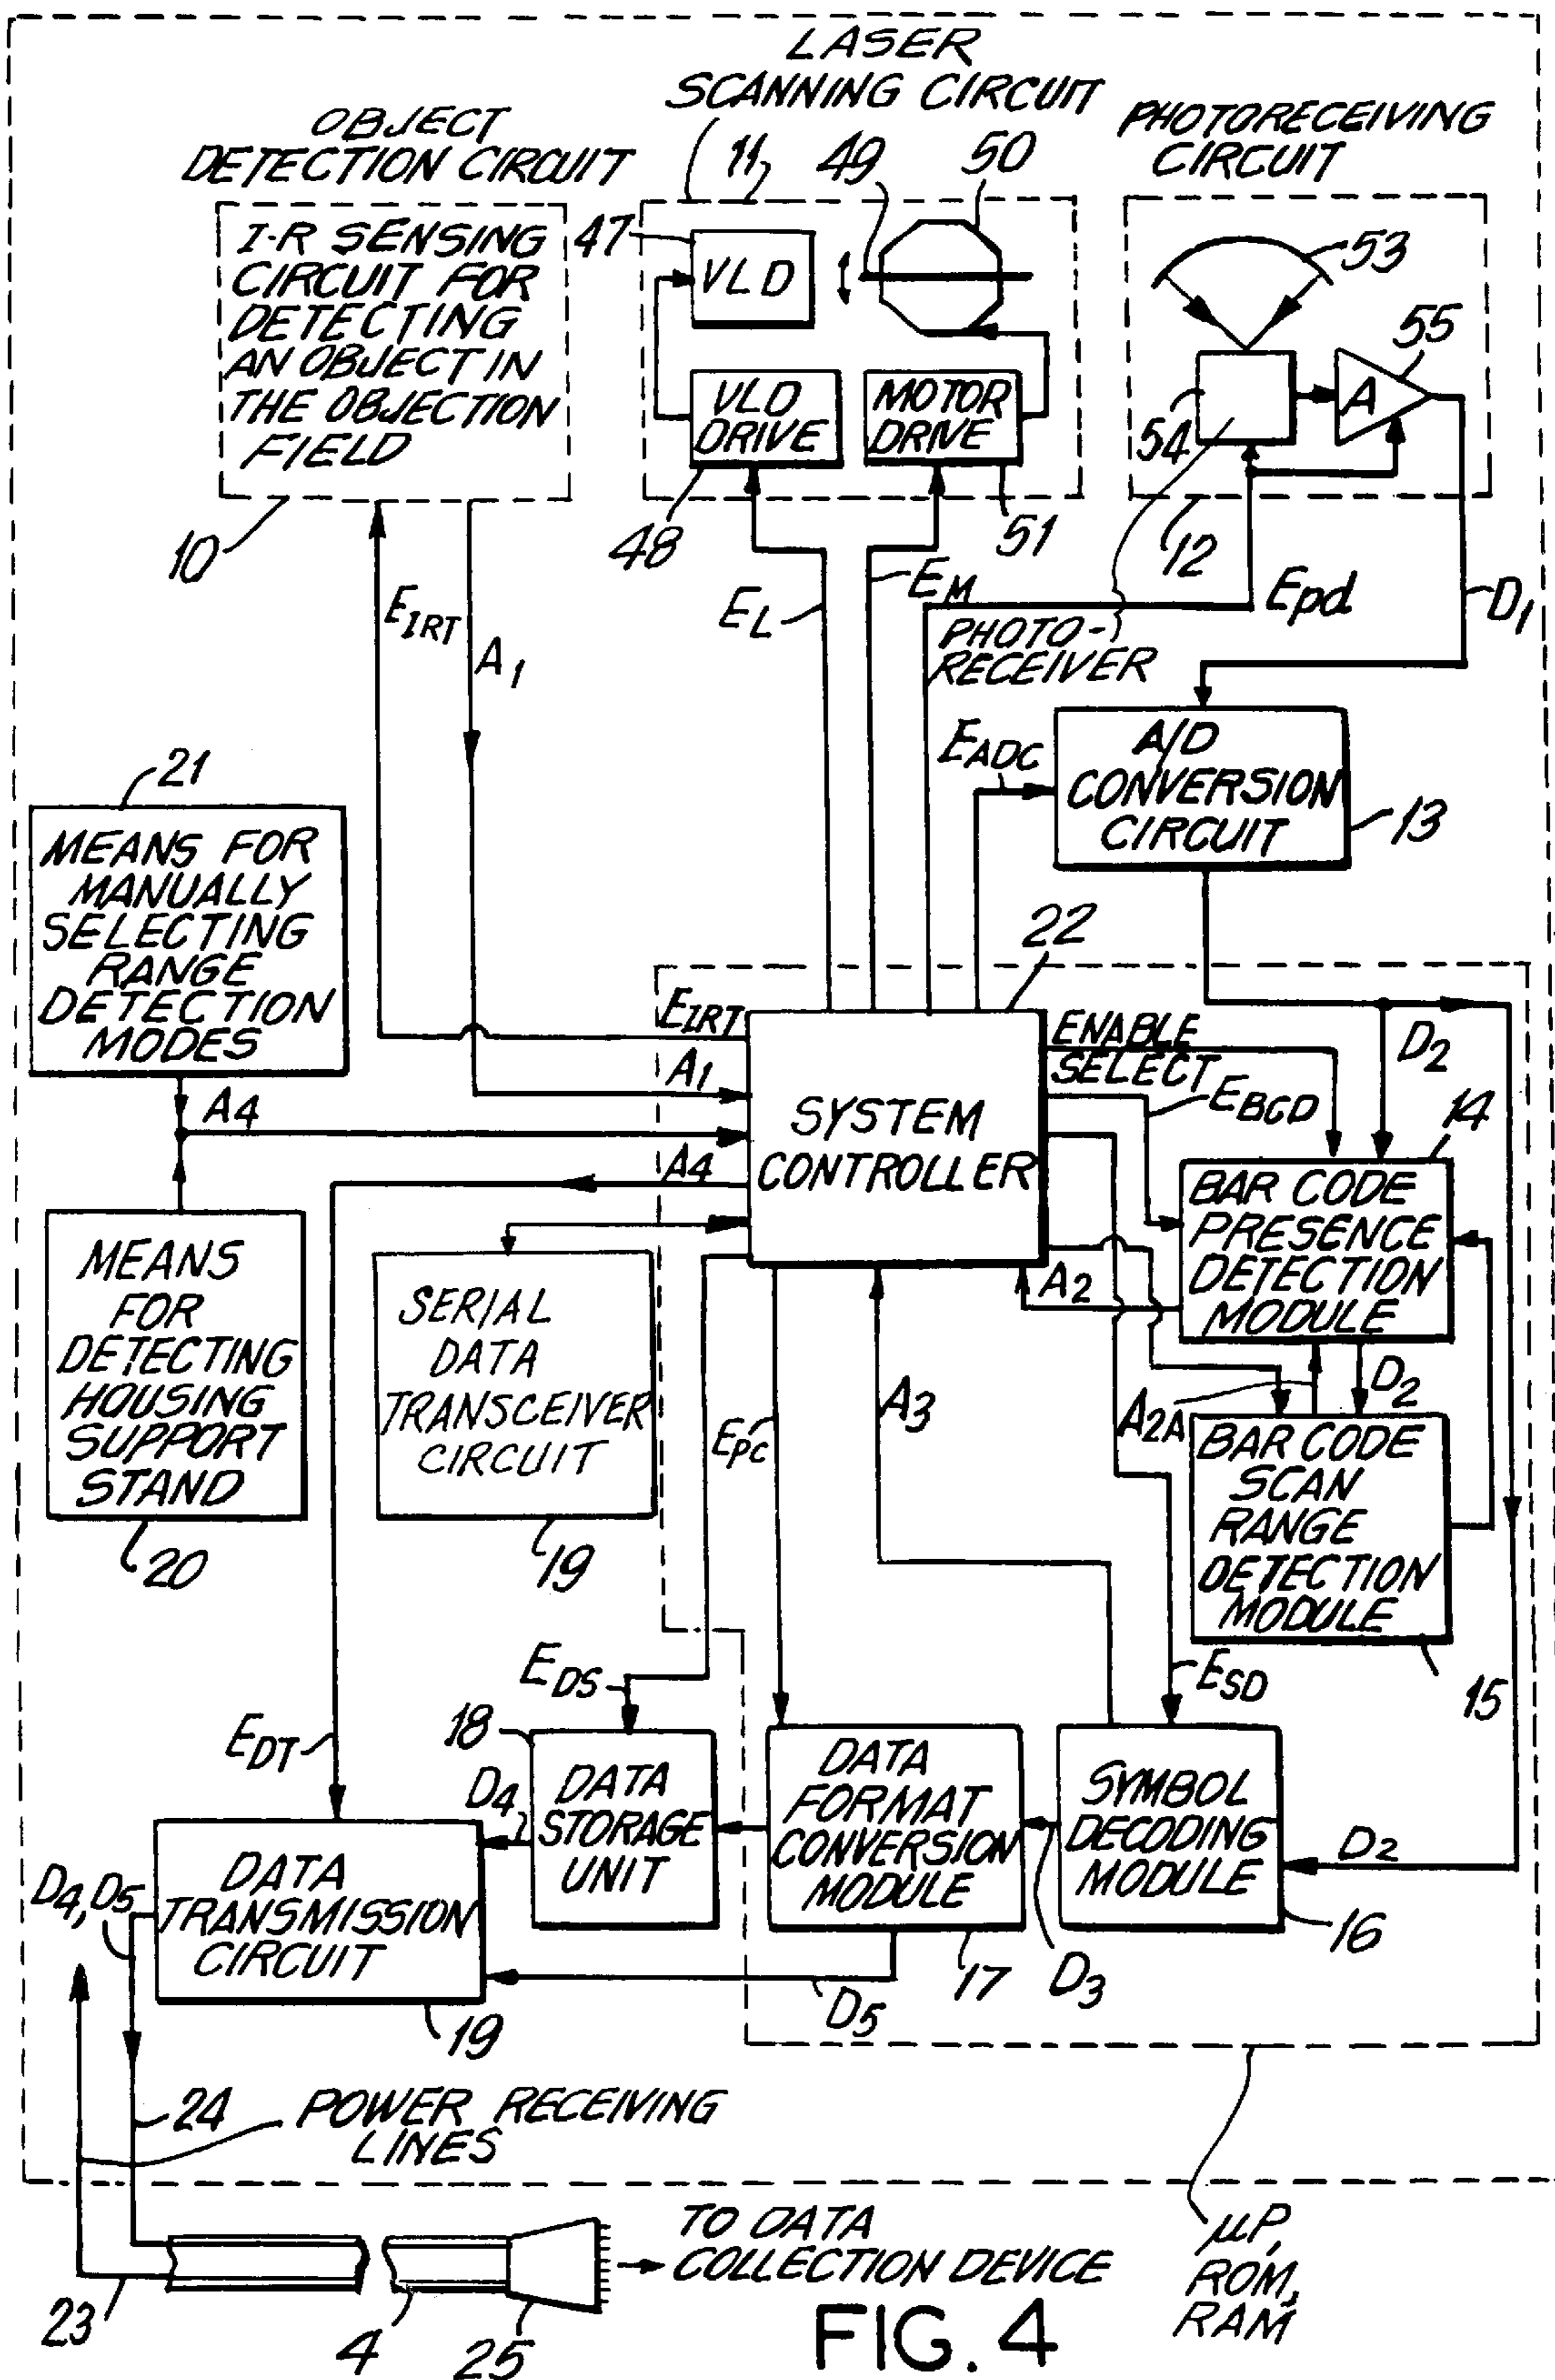 LASER
SCANNING CIRCUIT
OBJECT
DETECTION CIRCUIT
PHOTORECEIVING
CIRCUIT
11
49
50
I-R SENSING
CIRCUIT FOR
DETECTING
AN OBJECT IN
THE OBJECTION
FIELD
47
VLD
53
55
VLD
DRIVE
MOTOR
DRIVE
54
A
10
48
51
12
EIRT
A1
EL
EM
Epd
D1
PHOTO-
RECEIVER
21
EADC
A/D
CONVERSION
CIRCUIT
13
MEANS FOR
MANUALLY
SELECTING
RANGE
DETECTION
MODES
22
EIRT
ENABLE
SELECT
D2
A1
EBCD
A4
SYSTEM
CONTROLLER
14
A4
BAR CODE
PRESENCE
DETECTION
MODULE
MEANS
FOR
DETECTING
HOUSING
SUPPORT
STAND
20
SERIAL
DATA
TRANSCEIVER
CIRCUIT
19
A2
D2
A2A
EPC
A3
BAR CODE
SCAN
RANGE
DETECTION
MODULE
15
EDS
ESD
EDT
18
D4
DATA
STORAGE
UNIT
DATA
FORMAT
CONVERSION
MODULE
SYMBOL
DECODING
MODULE
D2
16
D4, D5
DATA
TRANSMISSION
CIRCUIT
19
D5
17
D3
24
POWER RECEIVING
LINES
TO DATA
COLLECTION DEVICE
µP,
ROM,
RAM
23
4
25
FIG. 4